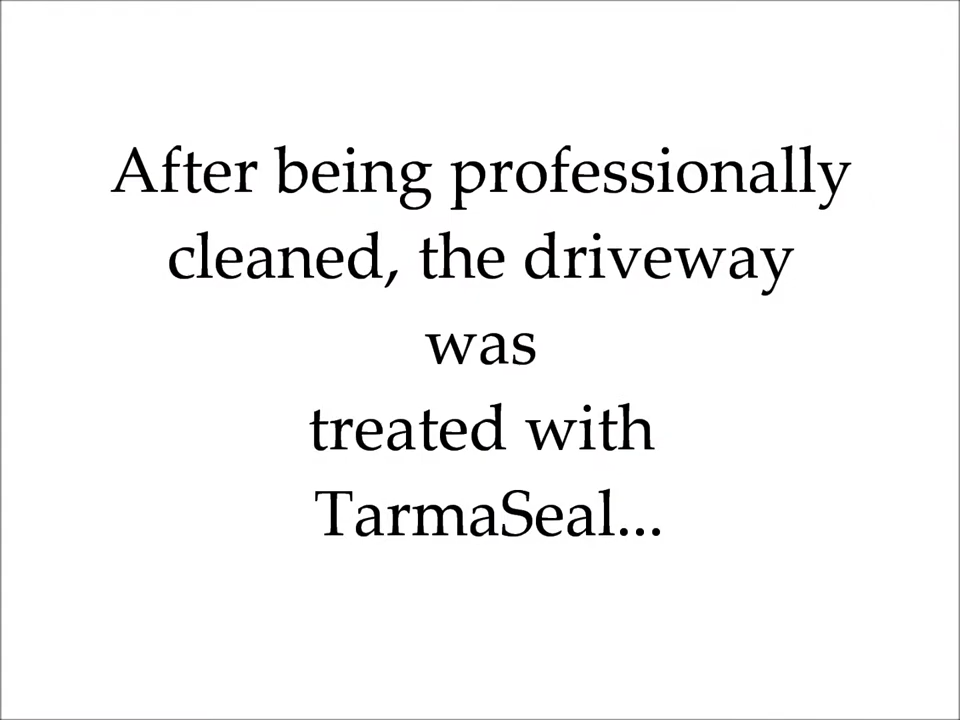 After being professionally
cleaned, the driveway
was
treated with
TarmaSeal...